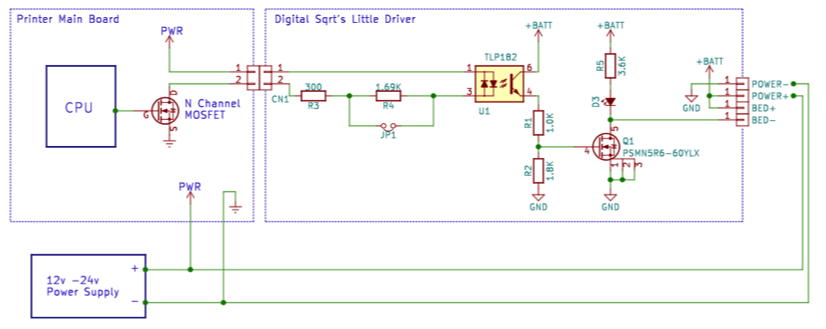 Printer Main Board
Digital Sqrt's Little Driver
PWR
+BATT
+BATT
TLP182
1
2
1
2
CN1
300
R3
1.69K
R4
JP1
1
3
6
4
U1
R5
3.6K
D3
+BATT
GND
1
1
1
1
POWER-
POWER+
BED+
BED-
CPU
N Channel
MOSFET
D
G
S
R1
1.0K
R2
1.8K
GND
5
4
Q1
PSMN5R6-60YLX
1
2
3
GND
PWR
12v -24v
Power Supply
+
-